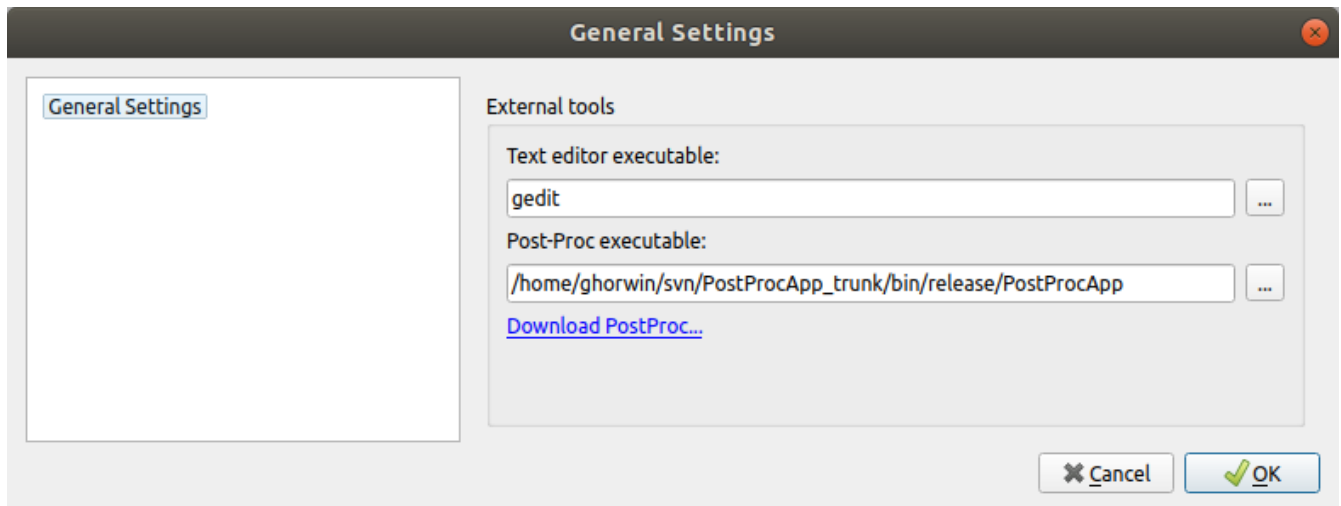 General Settings
General Settings
External tools
Text editor executable:
gedit
...
Post-Proc executable:
/home/ghorwin/svn/PostProcApp_trunk/bin/release/PostProcApp
...
Download PostProc...
Cancel
OK